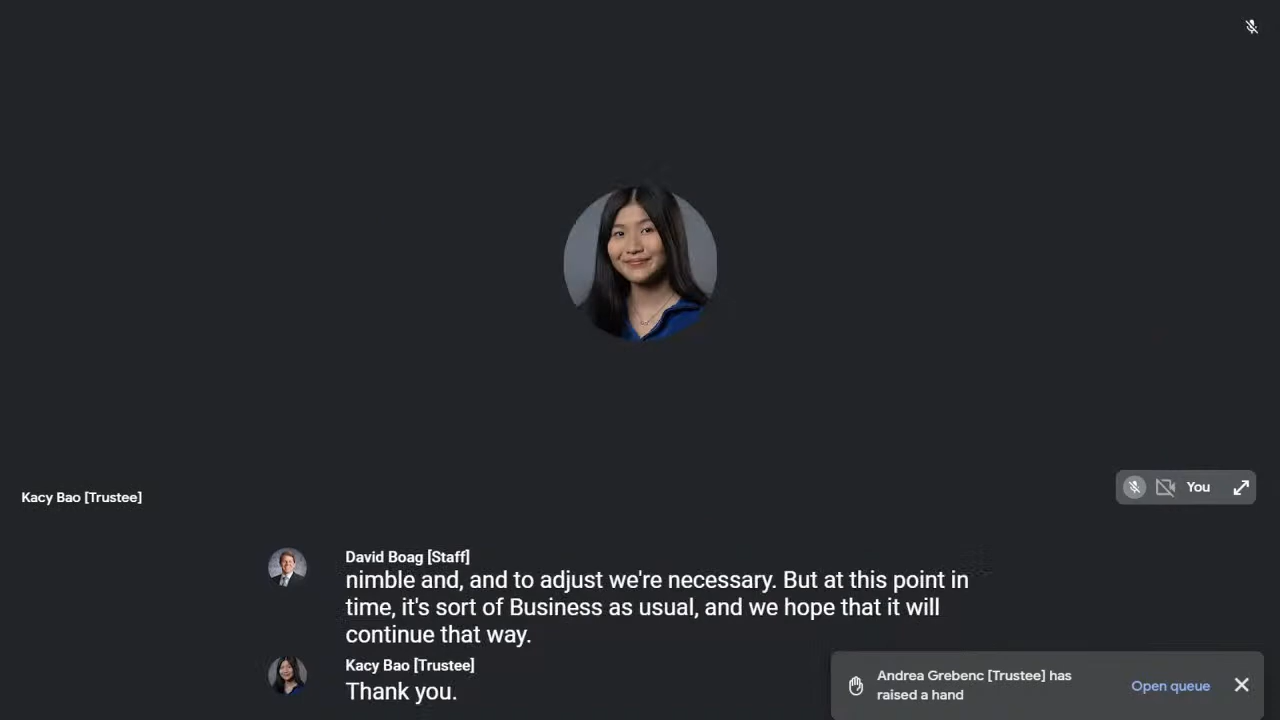 Kacy Bao [Trustee]
You
David Boag [Staff]
nimble and, and to adjust we're necessary. But at this point in
time, it's sort of Business as usual, and we hope that it will
continue that way.
Kacy Bao [Trustee]
Thank you.
Andrea Grebenc [Trustee] has
raised a hand
Open queue